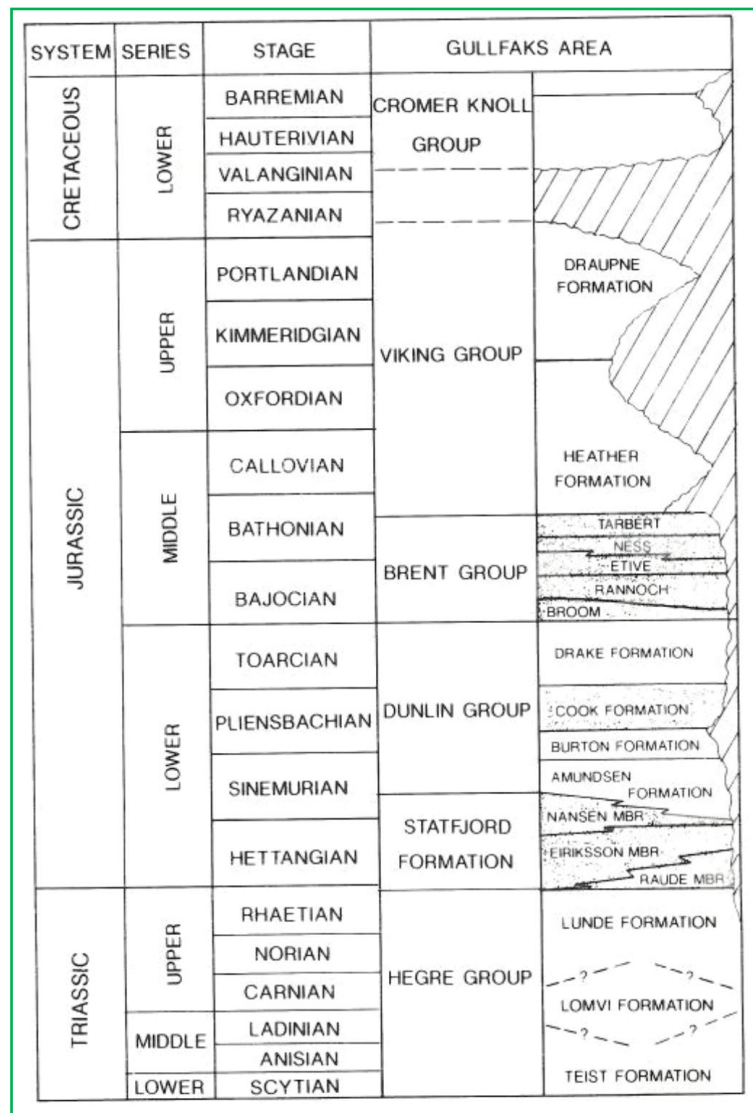 SYSTEM SERIES STAGE GULLFAKS AREA
CRETACEOUS
LOWER
BARREMIAN
HAUTERIVIAN
VALANGINIAN
RYAZANIAN
CROMER KNOLL
GROUP
JURASSIC
UPPER
PORTLANDIAN
KIMMERIDGIAN
OXFORDIAN
MIDDLE
CALLOVIAN
BATHONIAN
BAJOCIAN
LOWER
TOARCIAN
PLIENSBACHIAN
SINEMURIAN
HETTANGIAN
VIKING GROUP
DRAUPNE
FORMATION
HEATHER
FORMATION
BRENT GROUP
TARBERT
NESS
ETIVE
RANNOCH
BROOM
DUNLIN GROUP
DRAKE FORMATION
COOK FORMATION
BURTON FORMATION
AMUNDSEN
FORMATION
STATFJORD
FORMATION
NANSEN MBR
EIRIKSSON MBR
RAUDE MBR
TRIASSIC
UPPER
RHAETIAN
NORIAN
CARNIAN
MIDDLE
LADINIAN
ANISIAN
LOWER
SCYTIAN
HEGRE GROUP
LUNDE FORMATION
? ?
LOMVI FORMATION
? ?
TEIST FORMATION